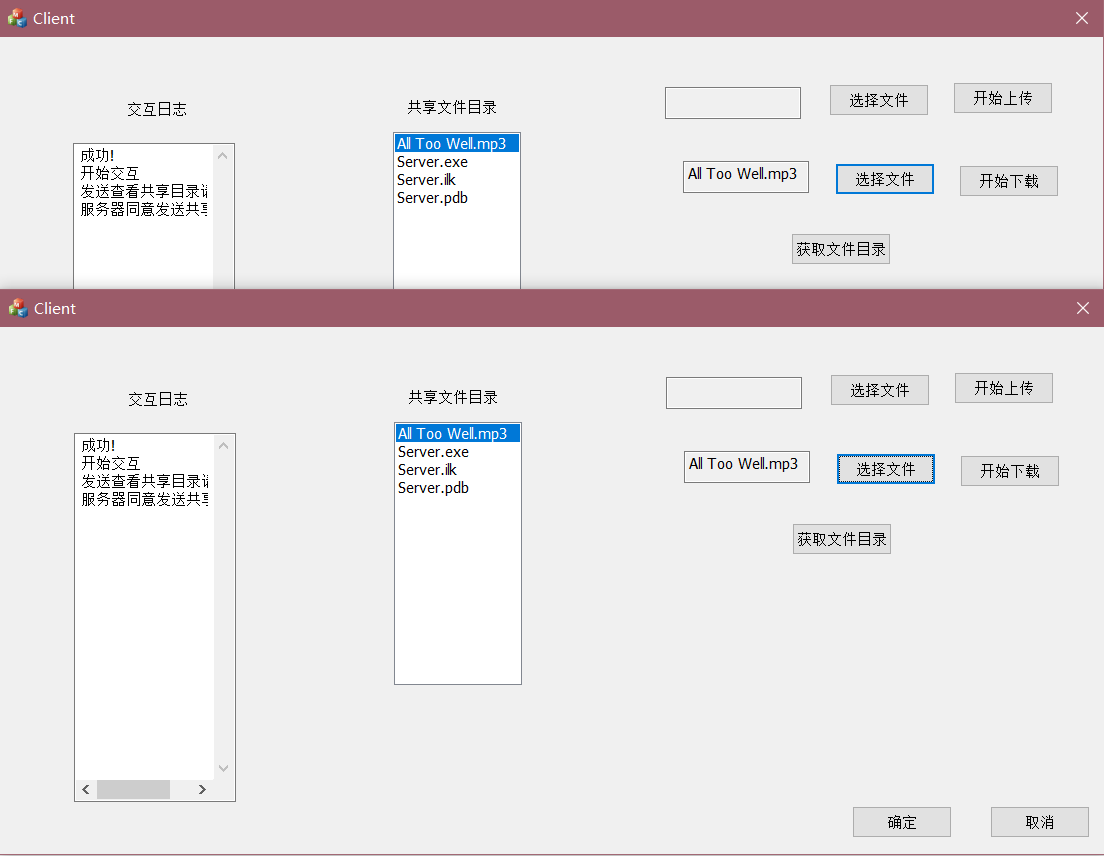 Client
交互日志
共享文件目录
选择文件
开始上传
成功!
开始交互
发送查看共享目录
服务器同意发送共享
All Too Well.mp3
Server.exe
Server.ilk
Server.pdb
All Too Well.mp3
选择文件
开始下载
获取文件目录
Client
交互日志
共享文件目录
选择文件
开始上传
成功!
开始交互
发送查看共享目录
服务器同意发送共享
All Too Well.mp3
Server.exe
Server.ilk
Server.pdb
All Too Well.mp3
选择文件
开始下载
获取文件目录
确定
取消